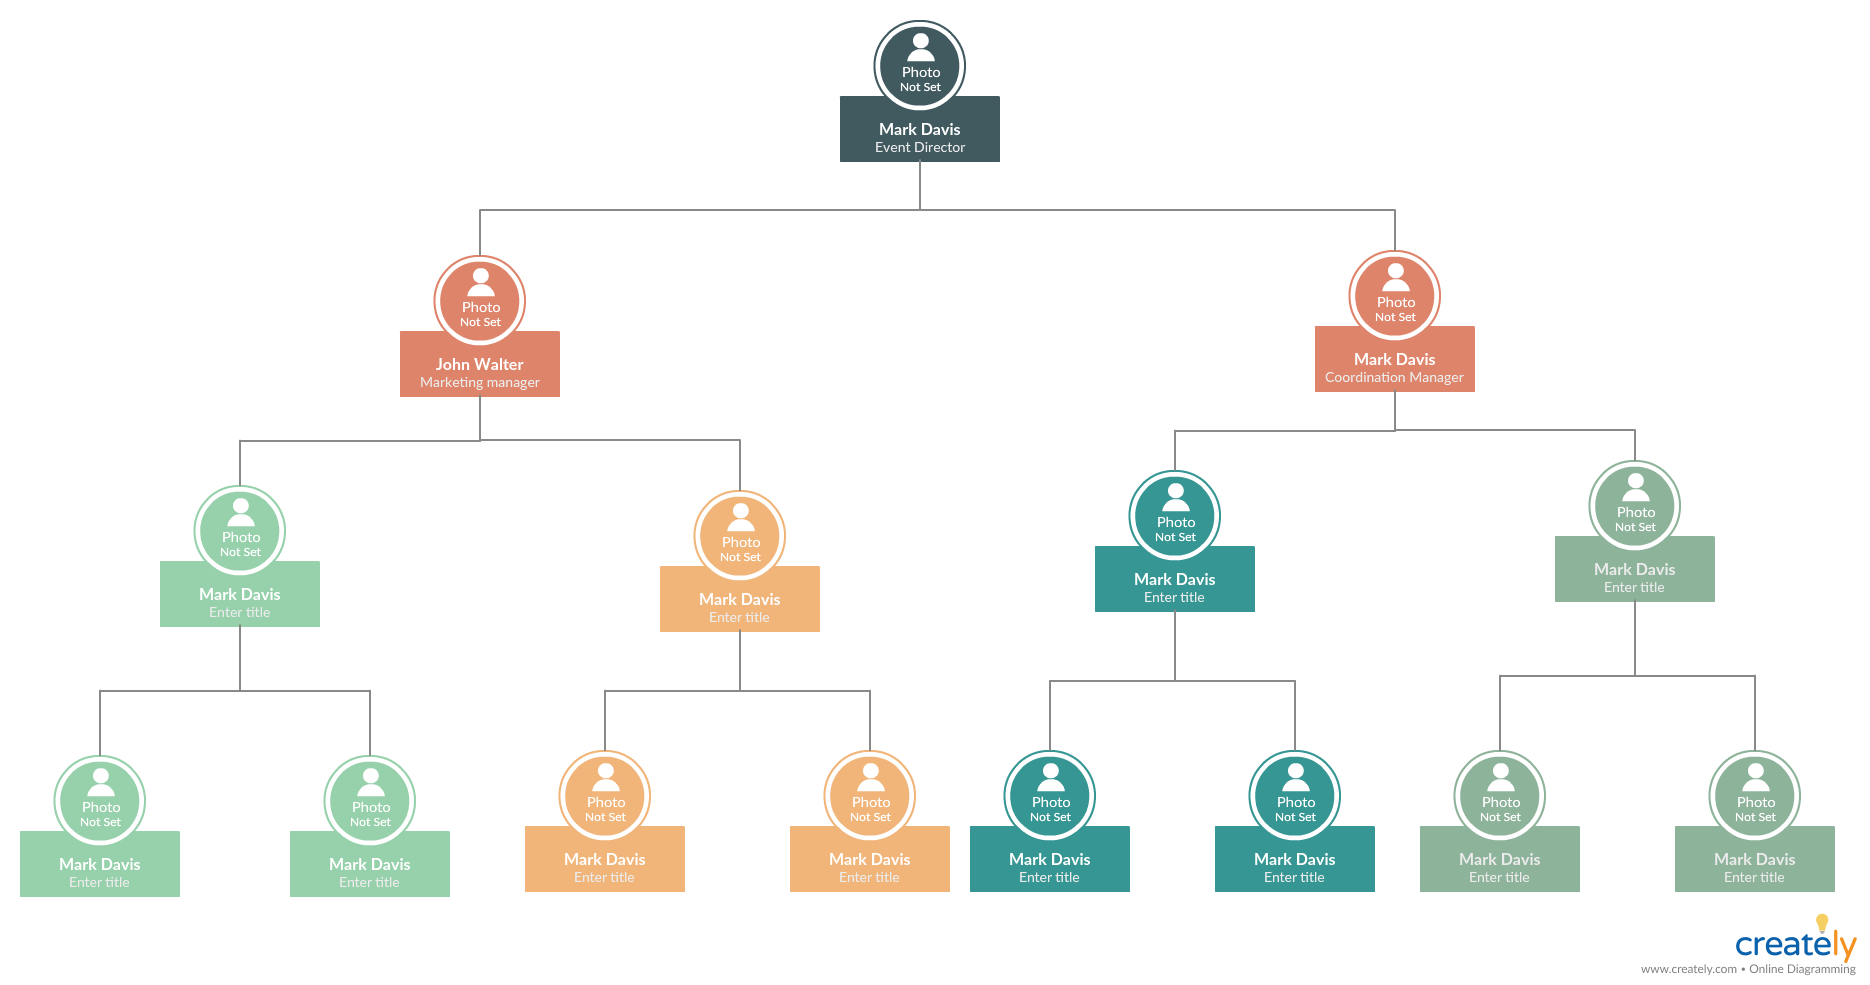 Photo
Not Set
Mark Davis
Event Director
Photo
Not Set
John Walter
Marketing manager
Photo
Not Set
Mark Davis
Coordination Manager
Photo
Not Set
Mark Davis
Enter title
Photo
Not Set
Mark Davis
Enter title
Photo
Not Set
Mark Davis
Enter title
Photo
Not Set
Mark Davis
Enter title
Photo
Not Set
Mark Davis
Enter title
Photo
Not Set
Mark Davis
Enter title
Photo
Not Set
Mark Davis
Enter title
Photo
Not Set
Mark Davis
Enter title
Photo
Not Set
Mark Davis
Enter title
Photo
Not Set
Mark Davis
Enter title
Photo
Not Set
Mark Davis
Enter title
Photo
Not Set
Mark Davis
Enter title
creately
www.creately.com • Online Diagramming